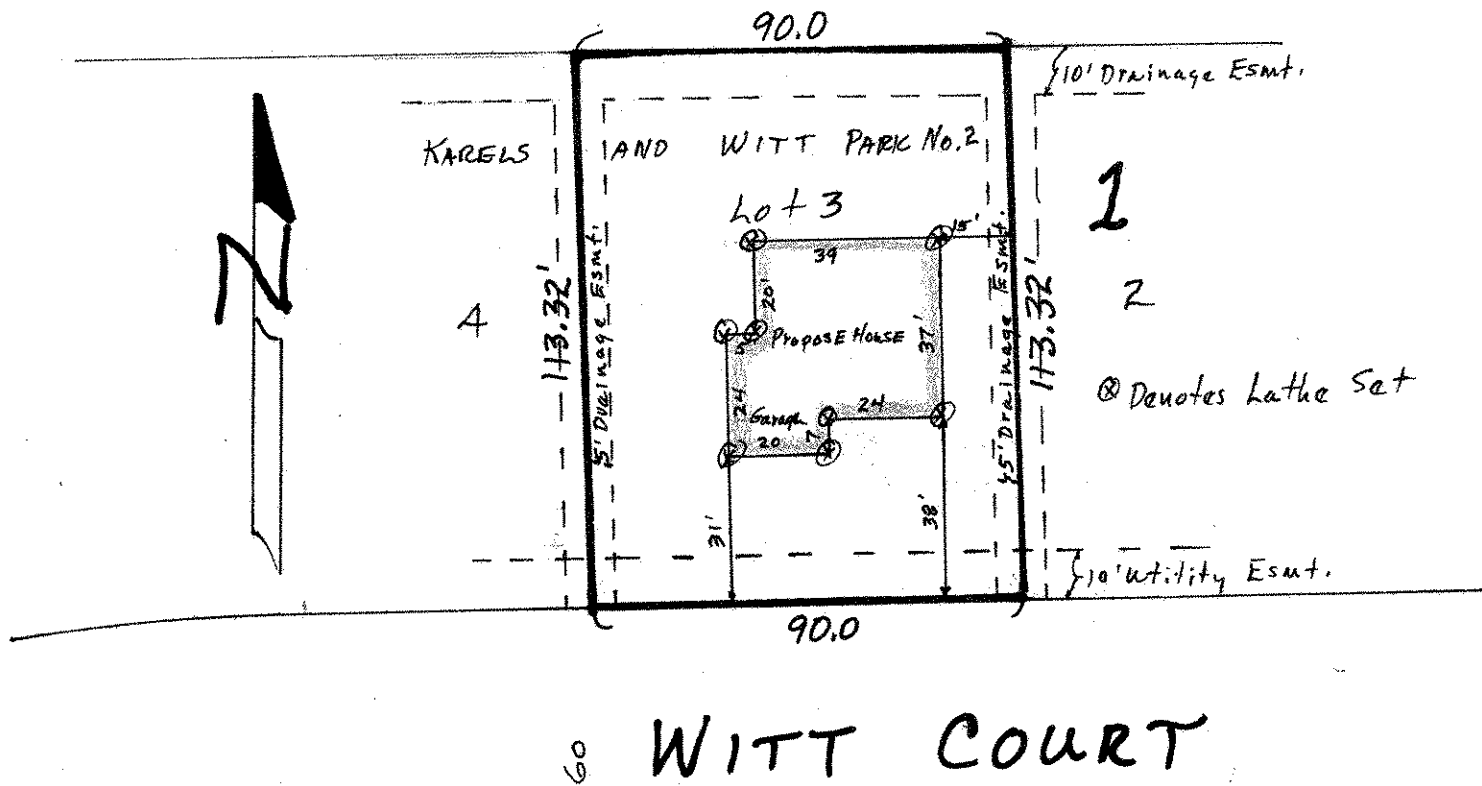 90.0
10' Drainage Esmt.
KARELS AND WITT PARK No.2
1
Lot 3
15'
39
N
113.32'
5' Drainage Esmt.
20'
4
5
Propose House
37'
5' Drainage Esmt.
113.32'
2
⊗ Denotes Lathe Set
24
Garage
24
20
7
31'
38'
10' Utility Esmt.
90.0
60
WITT COURT